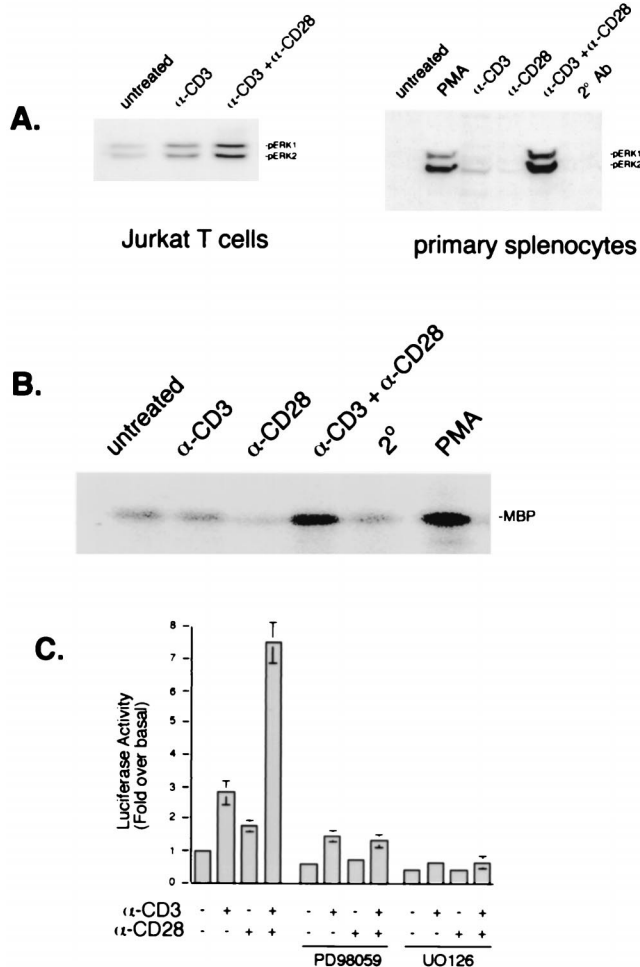 A.
untreated
α-CD3
α-CD3 + α-CD28
-pERK1
-pERK2
Jurkat T cells
untreated
PMA
α-CD3
α-CD28
α-CD3 + α-CD28
2° Ab
-pERK1
-pERK2
primary splenocytes
B.
untreated
α-CD3
α-CD28
α-CD3 + α-CD28
2°
PMA
-MBP
C.
Luciferase Activity
(Fold over basal)
8
7
6
5
4
3
2
1
0
α-CD3 - + - + - + - + - + - +
α-CD28 - - + + - - + + - - + +
PD98059 UO126